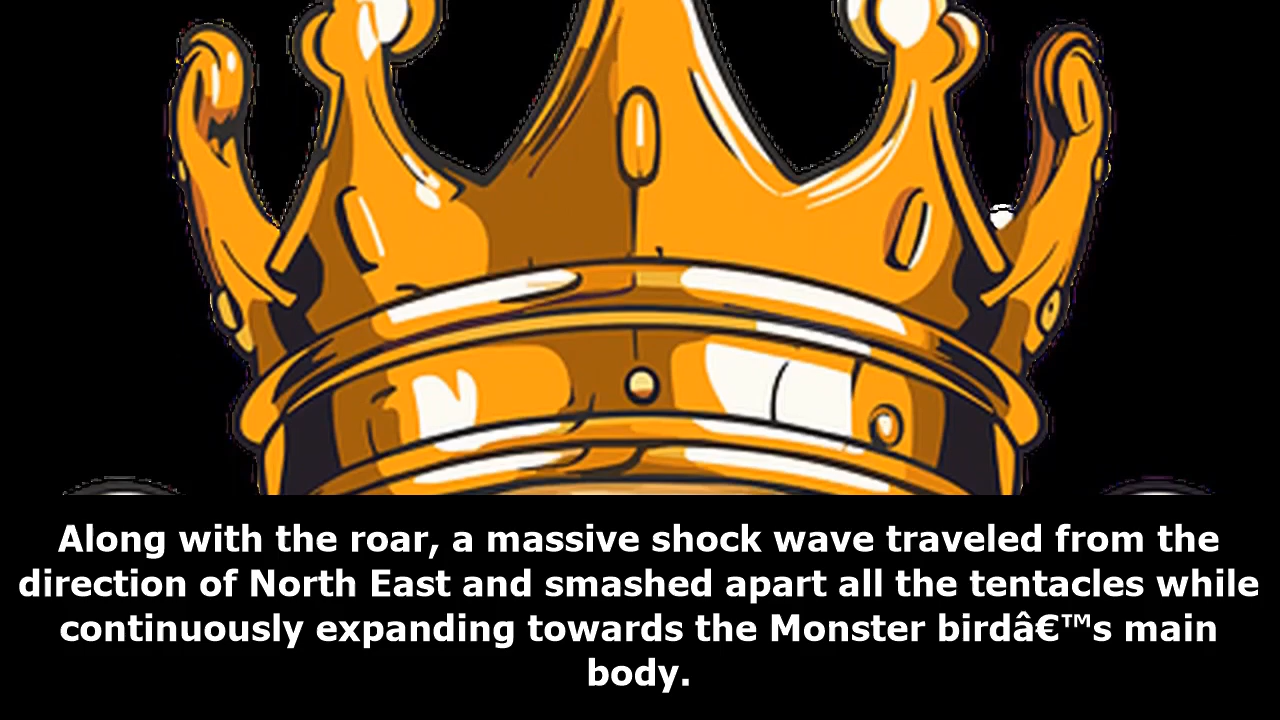 Along with the roar, a massive shock wave traveled from the
direction of North East and smashed apart all the tentacles while
continuously expanding towards the Monster birdâ€™s main
body.